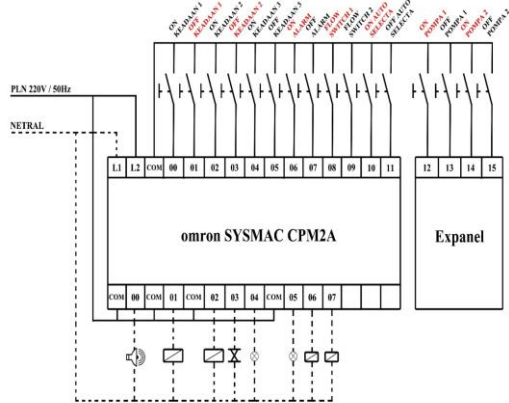 ON
KEADAAN 1
OFF
KEADAAN 1
ON
KEADAAN 2
OFF
KEADAAN 2
ON
KEADAAN 3
OFF
KEADAAN 3
ON
ALARM
OFF
ALARM
FLOW
SWITCH 1
FLOW
SWITCH 2
ON AUTO
SELECTA
OFF AUTO
SELECTA
ON
POMPA 1
OFF
POMPA 1
ON
POMPA 2
OFF
POMPA 2
PLN 220V / 50Hz
NETRAL
L1 L2 COM 00 01 02 03 04 05 06 07 08 09 10 11
12 13 14 15
omron SYSMAC CPM2A
Expanel
COM 00 COM 01 COM 02 03 04 COM 05 06 07